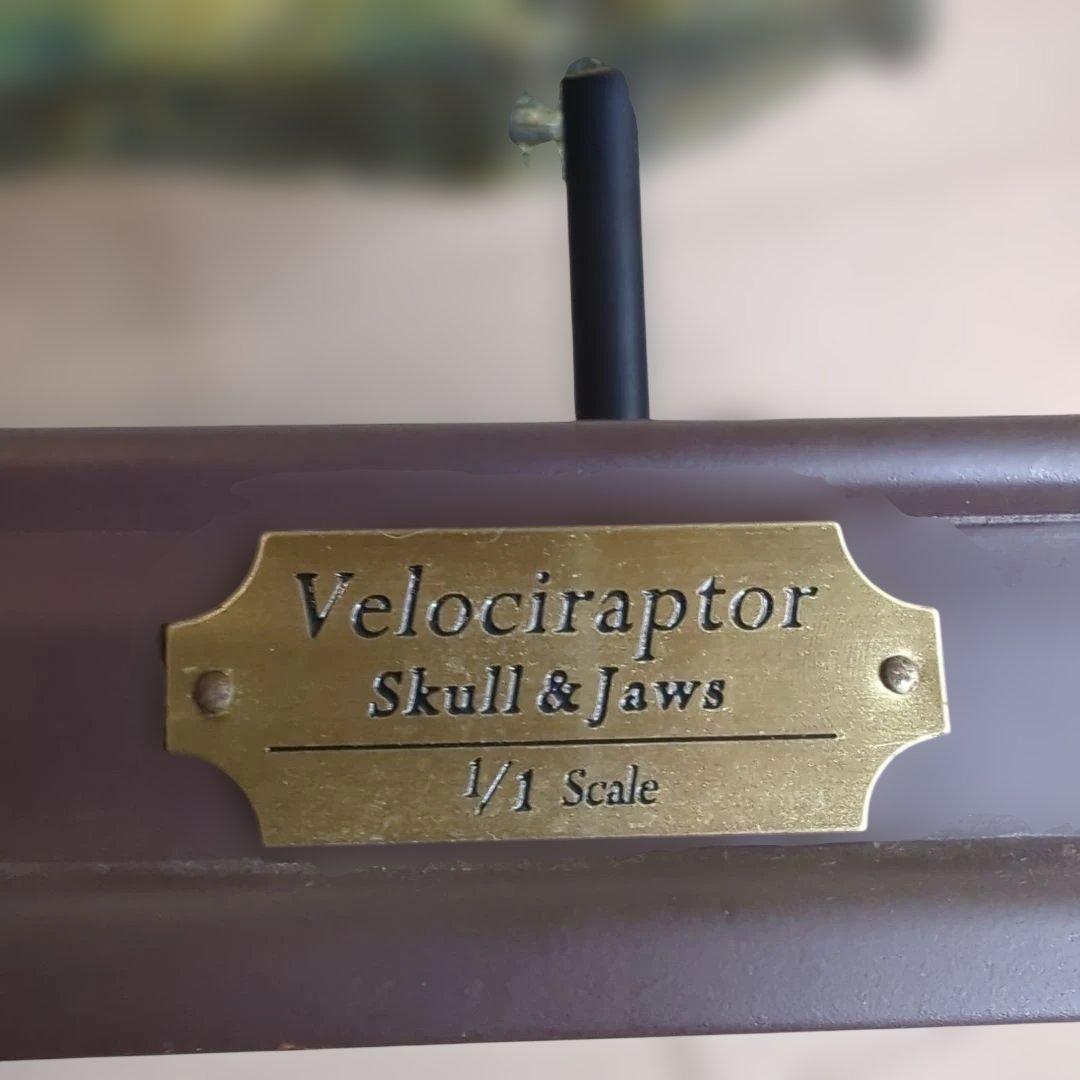 Velociraptor
Skull & Jaws
1/1 Scale